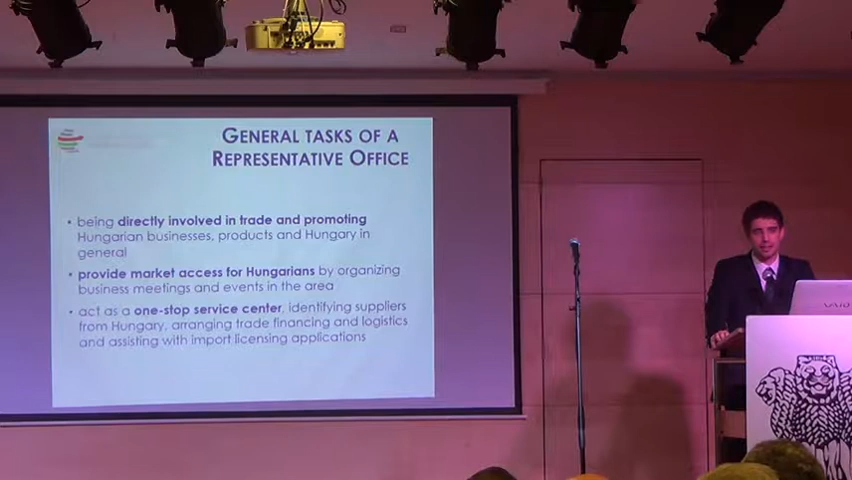 GENERAL TASKS OF A
REPRESENTATIVE OFFICE
• being directly involved in trade and promoting
Hungarian businesses, products and Hungary in
general
• provide market access for Hungarians by organizing
business meetings and events in the area
• act as a one-stop service center, identifying suppliers
from Hungary, arranging trade financing and logistics
and assisting with import licensing applications
VAIO